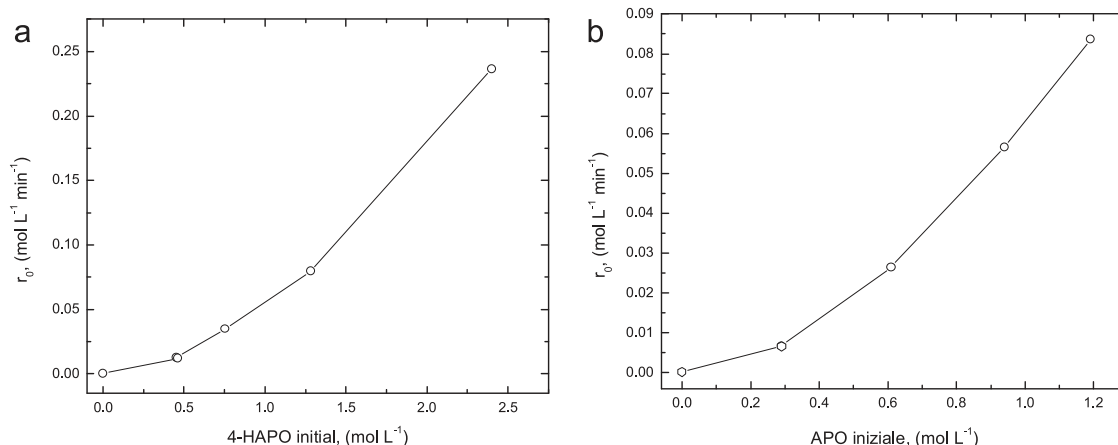 a
0.25
0.20
0.15
0.10
0.05
0.00
r₀, (mol L⁻¹ min⁻¹)
0.0 0.5 1.0 1.5 2.0 2.5
4-HAPO initial, (mol L⁻¹)
b
0.09
0.08
0.07
0.06
0.05
0.04
0.03
0.02
0.01
0.00
r₀, (mol L⁻¹ min⁻¹)
0.0 0.2 0.4 0.6 0.8 1.0 1.2
APO iniziale, (mol L⁻¹)